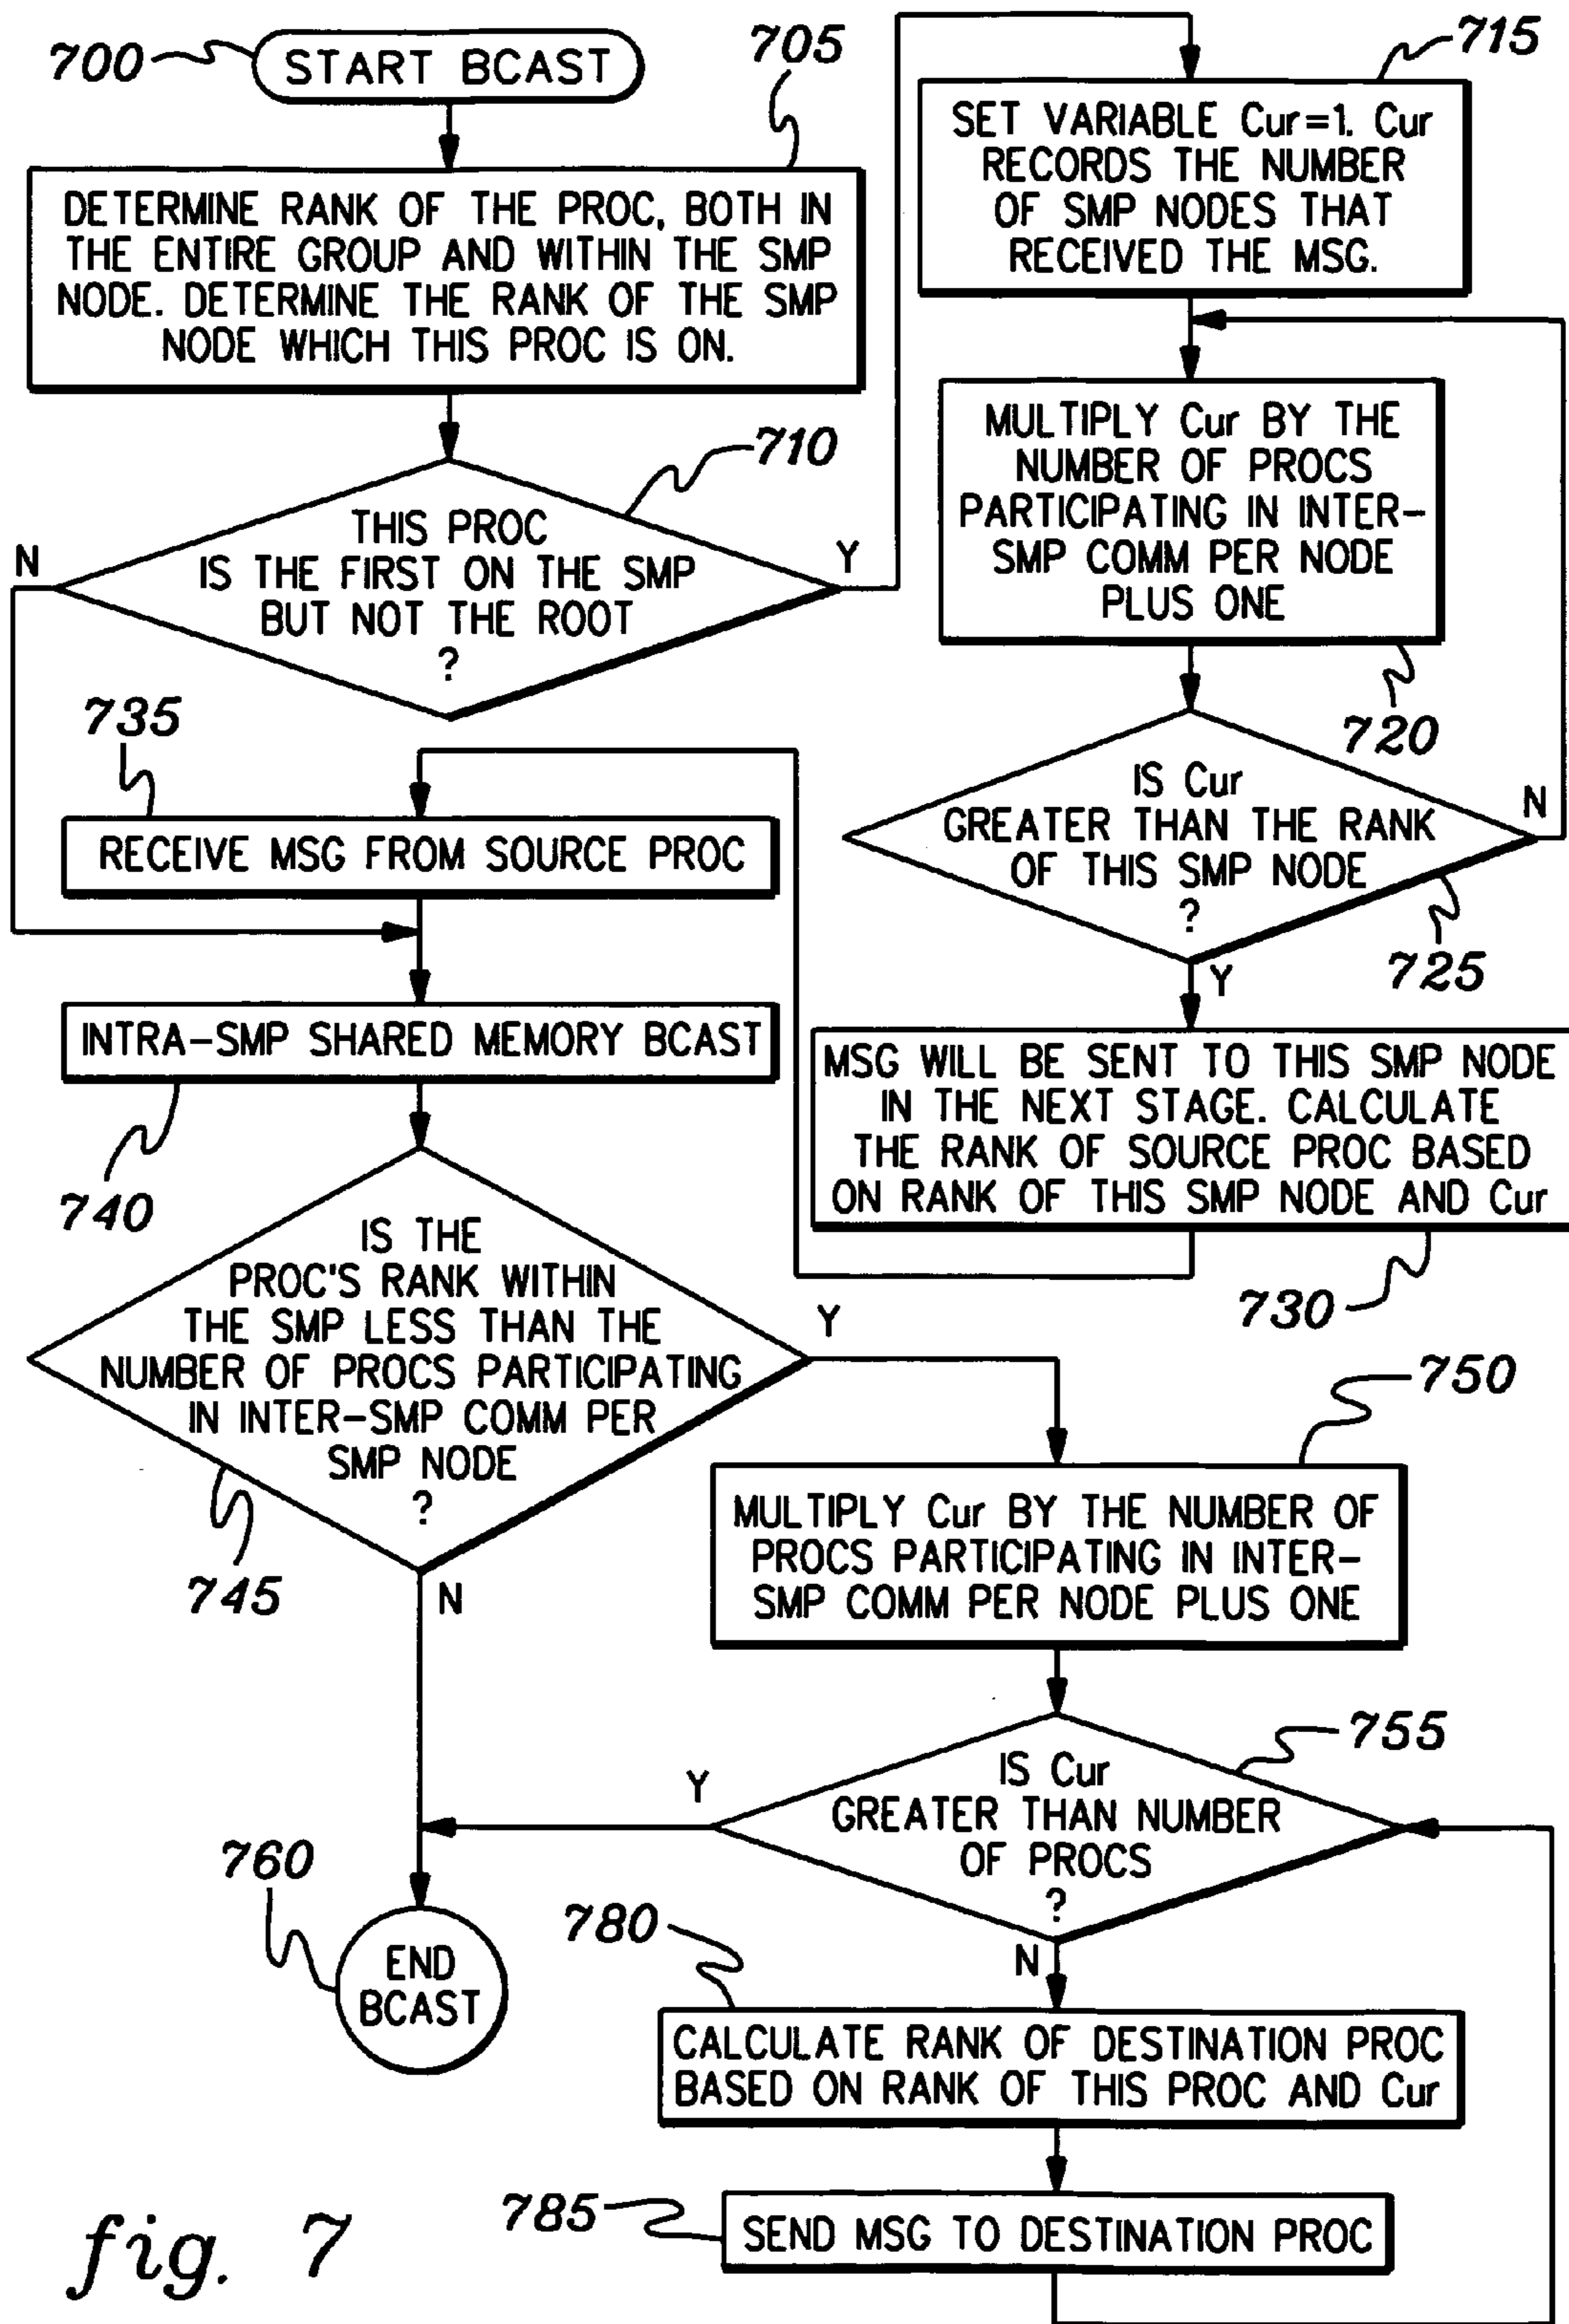 700
START BCAST
705
DETERMINE RANK OF THE PROC, BOTH IN
THE ENTIRE GROUP AND WITHIN THE SMP
NODE. DETERMINE THE RANK OF THE SMP
NODE WHICH THIS PROC IS ON.
710
THIS PROC
IS THE FIRST ON THE SMP
BUT NOT THE ROOT
?
N
Y
715
SET VARIABLE Cur=1. Cur
RECORDS THE NUMBER
OF SMP NODES THAT
RECEIVED THE MSG.
MULTIPLY Cur BY THE
NUMBER OF PROCS
PARTICIPATING IN INTER-
SMP COMM PER NODE
PLUS ONE
720
IS Cur
GREATER THAN THE RANK
OF THIS SMP NODE
?
N
725
Y
MSG WILL BE SENT TO THIS SMP NODE
IN THE NEXT STAGE. CALCULATE
THE RANK OF SOURCE PROC BASED
ON RANK OF THIS SMP NODE AND Cur
730
735
RECEIVE MSG FROM SOURCE PROC
INTRA-SMP SHARED MEMORY BCAST
740
IS THE
PROC'S RANK WITHIN
THE SMP LESS THAN THE
NUMBER OF PROCS PARTICIPATING
IN INTER-SMP COMM PER
SMP NODE
?
Y
745
N
750
MULTIPLY Cur BY THE NUMBER OF
PROCS PARTICIPATING IN INTER-
SMP COMM PER NODE PLUS ONE
755
IS Cur
GREATER THAN NUMBER
OF PROCS
?
Y
N
760
END
BCAST
780
CALCULATE RANK OF DESTINATION PROC
BASED ON RANK OF THIS PROC AND Cur
785
SEND MSG TO DESTINATION PROC
fig. 7